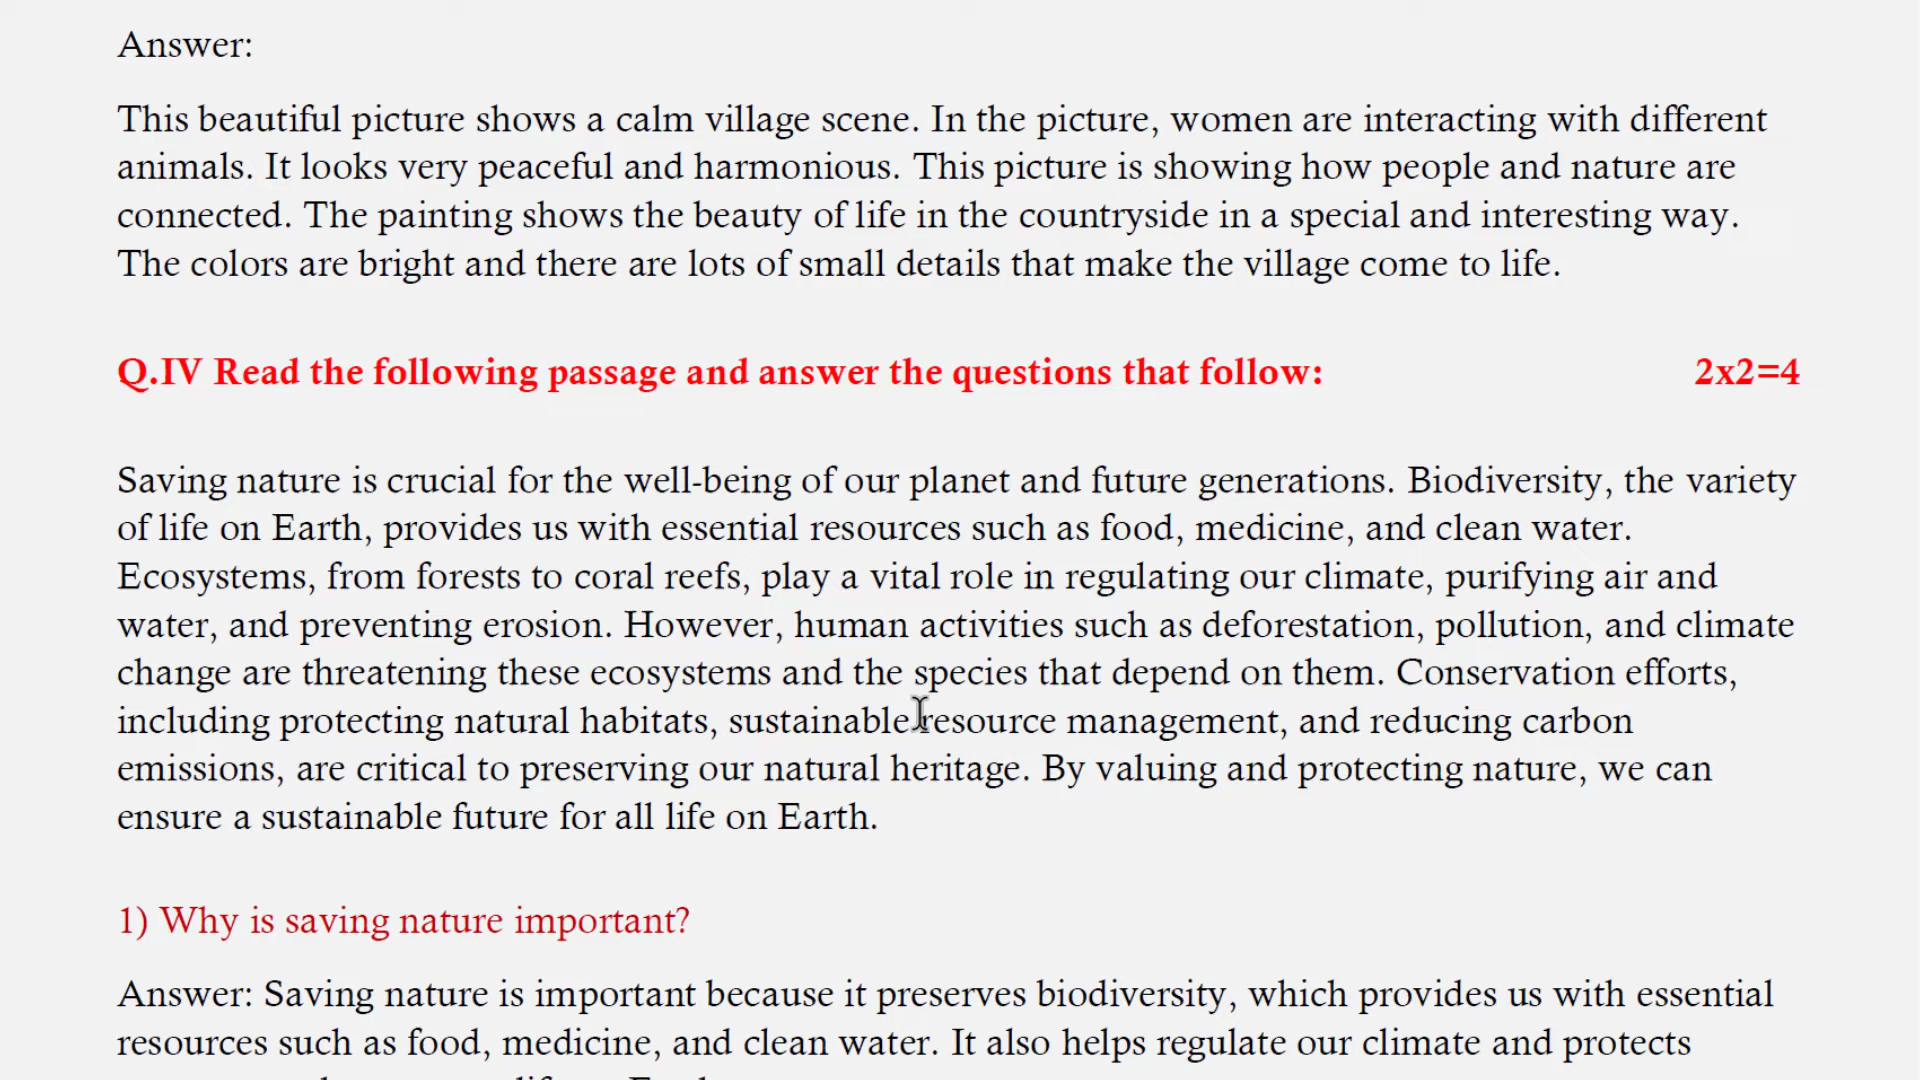 Answer:
This beautiful picture shows a calm village scene. In the picture, women are interacting with different
animals. It looks very peaceful and harmonious. This picture is showing how people and nature are
connected. The painting shows the beauty of life in the countryside in a special and interesting way.
The colors are bright and there are lots of small details that make the village come to life.
Q.IV Read the following passage and answer the questions that follow: 2x2=4
Saving nature is crucial for the well-being of our planet and future generations. Biodiversity, the variety
of life on Earth, provides us with essential resources such as food, medicine, and clean water.
Ecosystems, from forests to coral reefs, play a vital role in regulating our climate, purifying air and
water, and preventing erosion. However, human activities such as deforestation, pollution, and climate
change are threatening these ecosystems and the species that depend on them. Conservation efforts,
including protecting natural habitats, sustainable resource management, and reducing carbon
emissions, are critical to preserving our natural heritage. By valuing and protecting nature, we can
ensure a sustainable future for all life on Earth.
1) Why is saving nature important?
Answer: Saving nature is important because it preserves biodiversity, which provides us with essential
resources such as food, medicine, and clean water. It also helps regulate our climate and protects